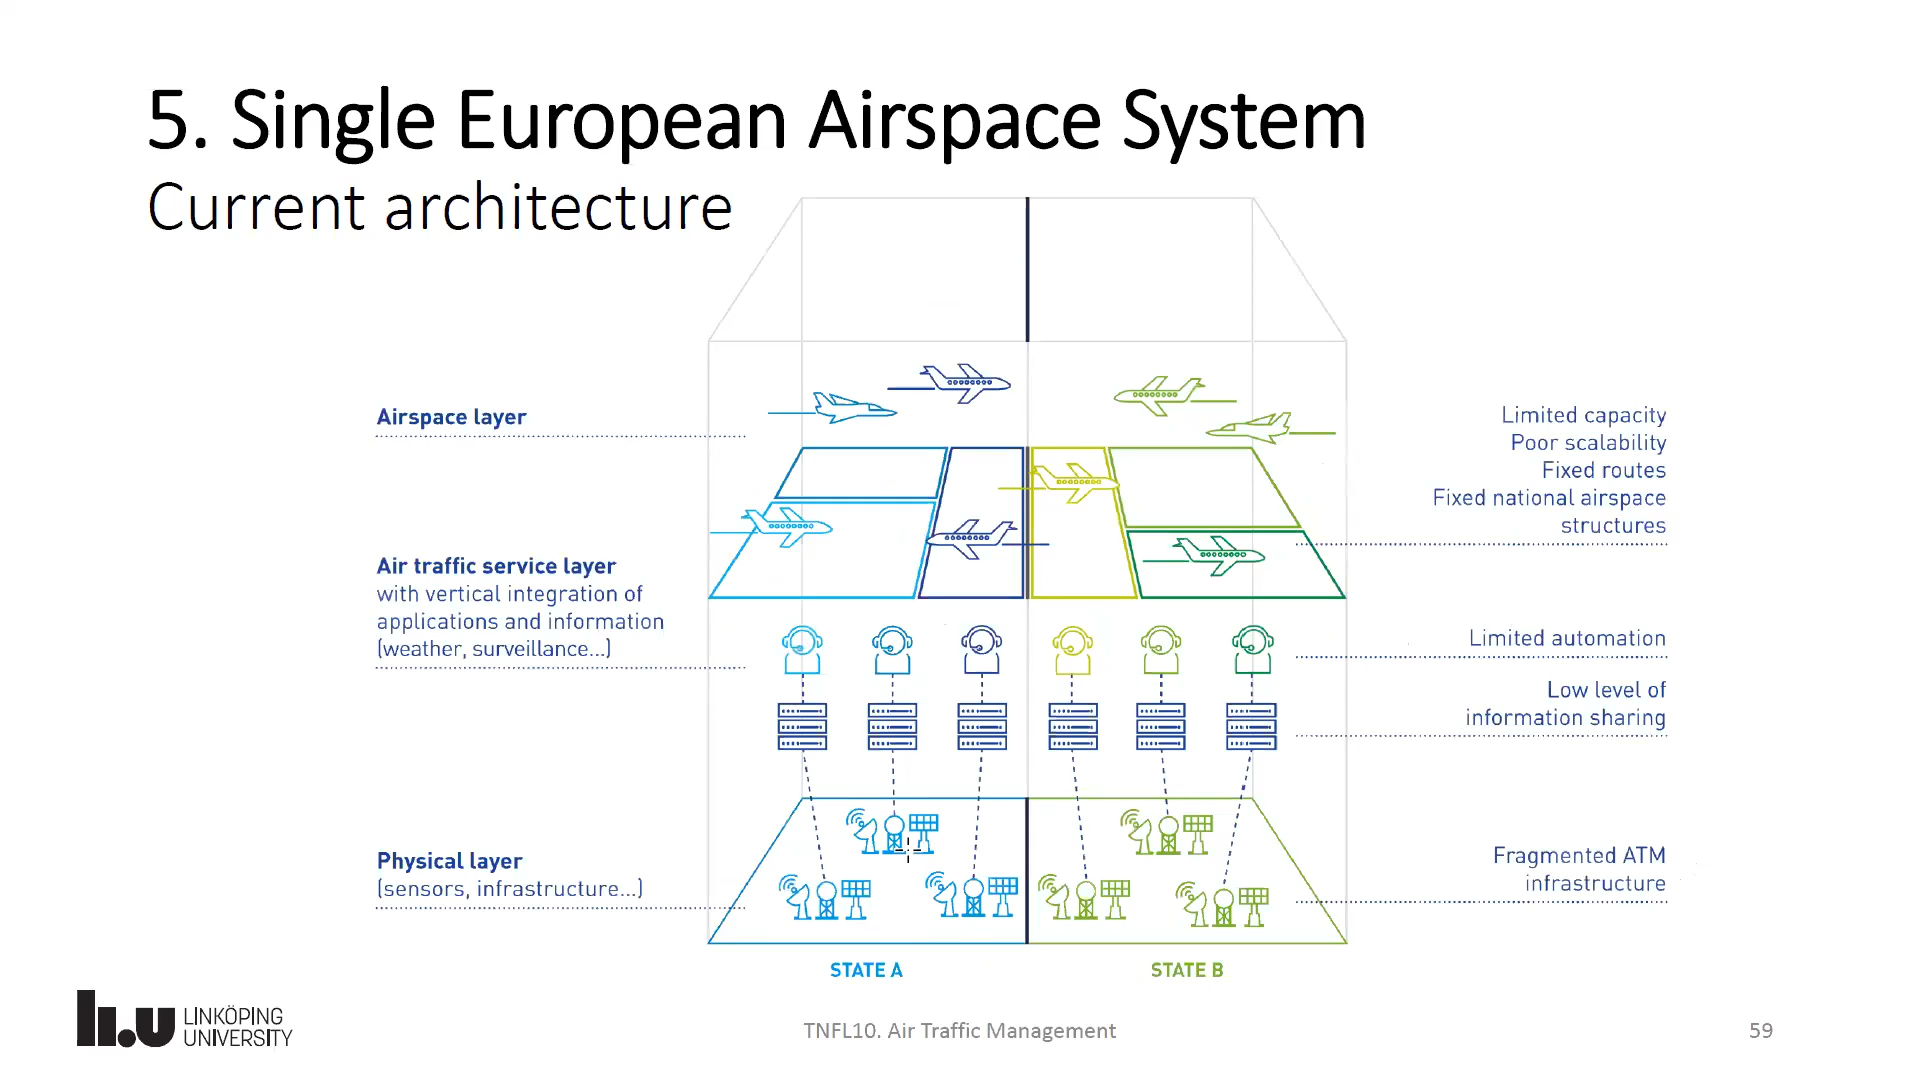 5. Single European Airspace System
Current architecture
Airspace layer
Air traffic service layer
with vertical integration of
applications and information
(weather, surveillance...)
Physical layer
(sensors, infrastructure...)
Limited capacity
Poor scalability
Fixed routes
Fixed national airspace
structures
Limited automation
Low level of
information sharing
Fragmented ATM
infrastructure
STATE A
STATE B
LINKÖPING
UNIVERSITY
TNFL10. Air Traffic Management
59